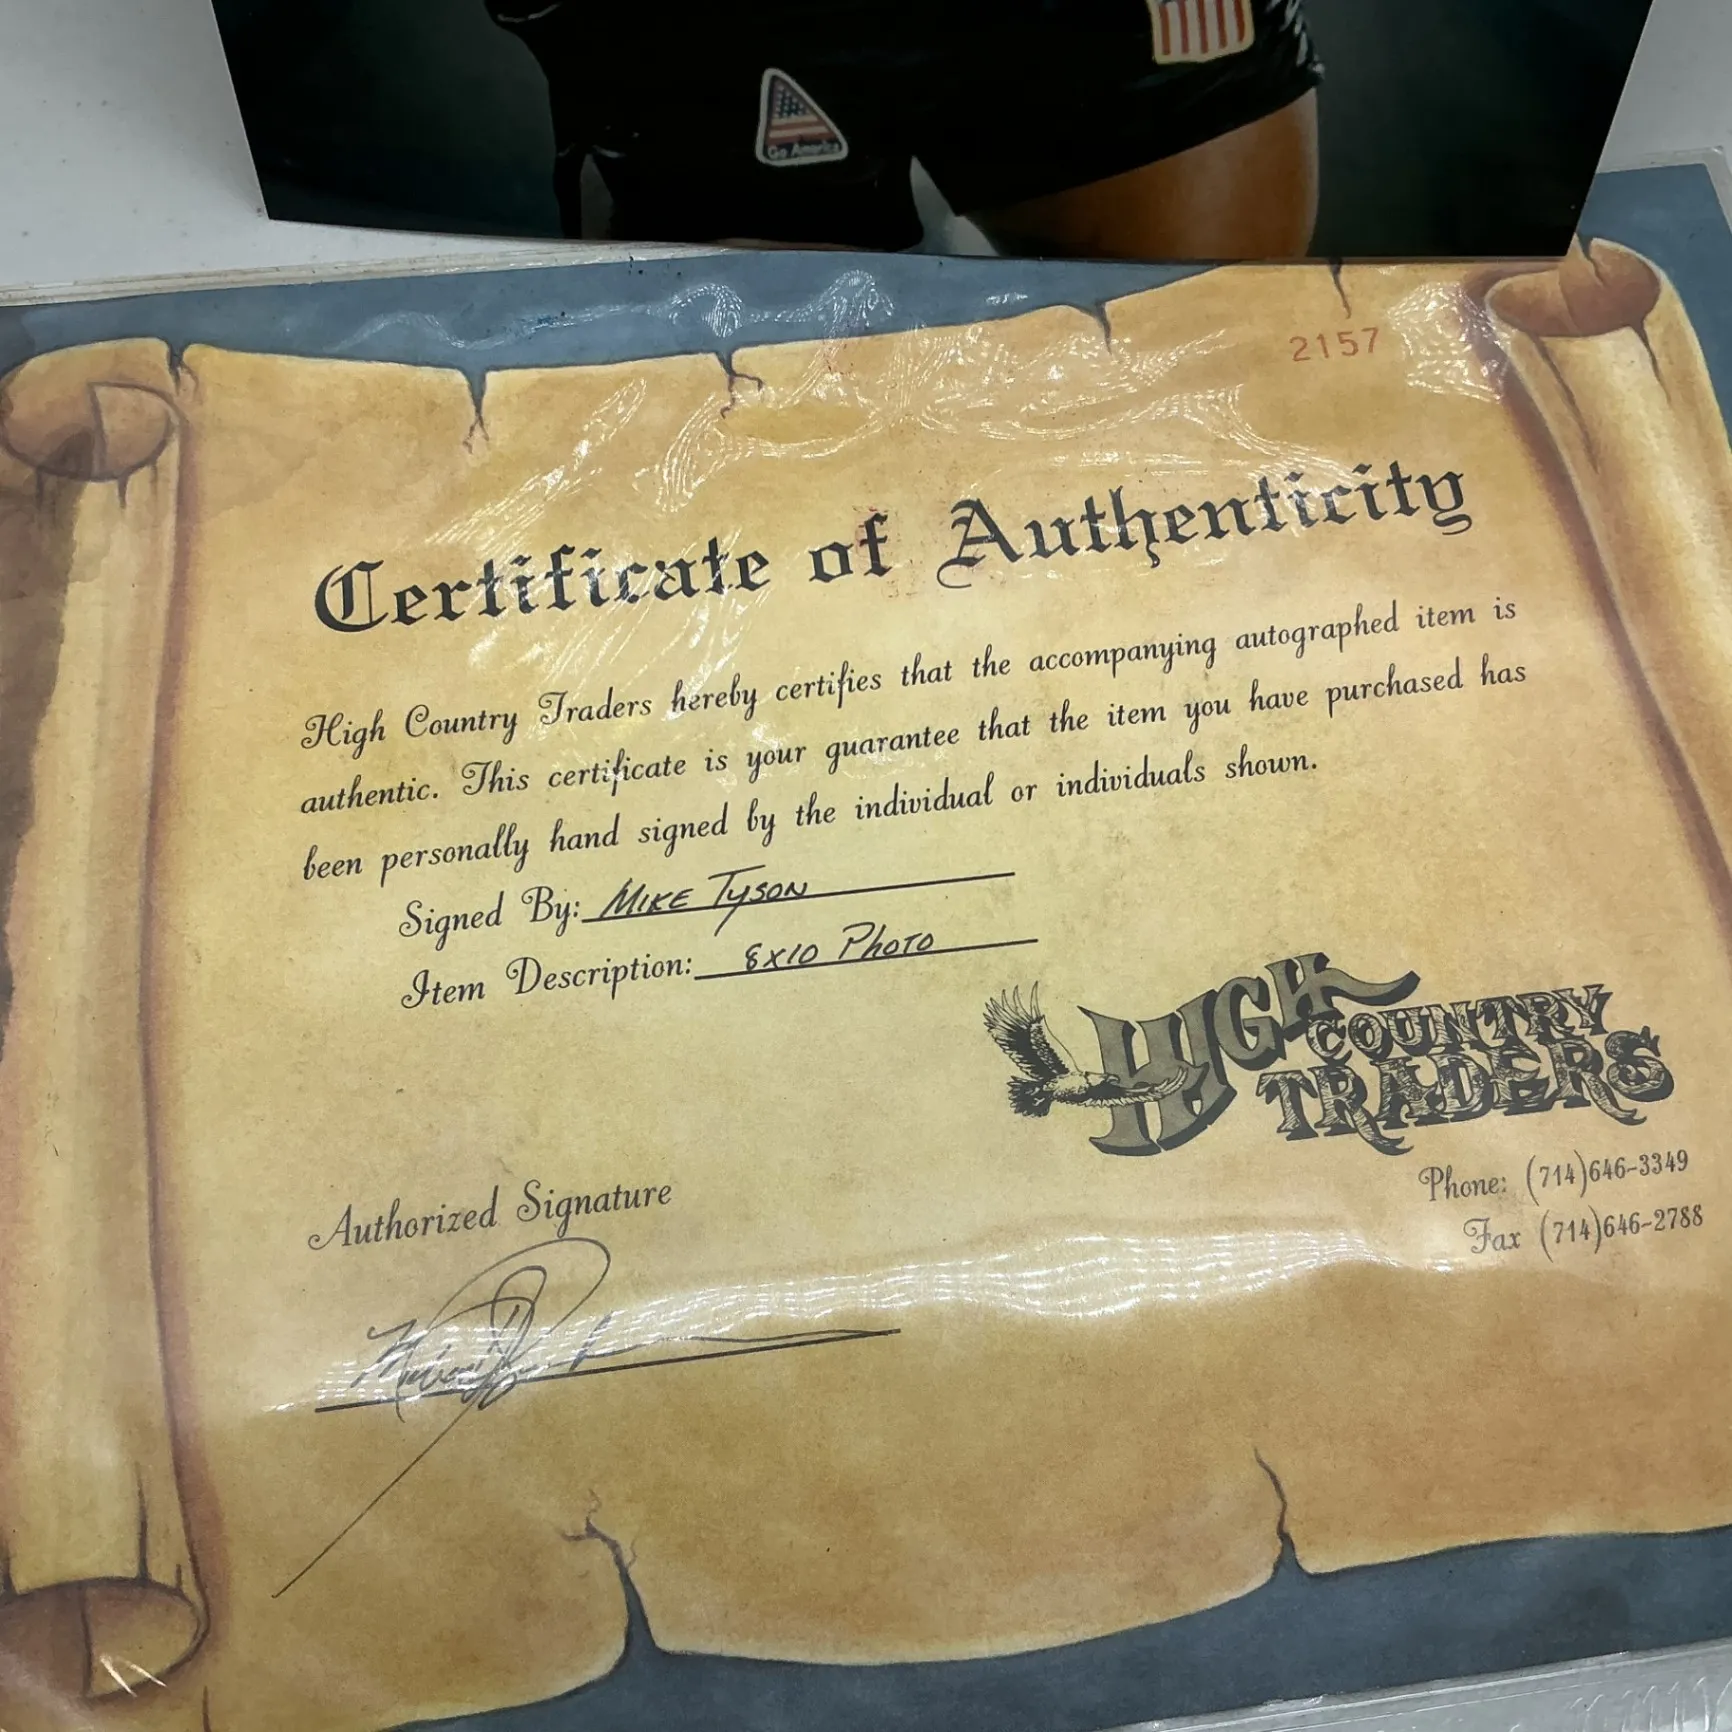 Go America
2157
Certificate of Authenticity
High Country Traders hereby certifies that the accompanying autographed item is
authentic. This certificate is your guarantee that the item you have purchased has
been personally hand signed by the individual or individuals shown.
Signed By: MIKE TYSON
Item Description: 8X10 PHOTO
HIGH
COUNTRY
TRADERS
Phone: (714)646-3349
Fax (714)646-2788
Authorized Signature